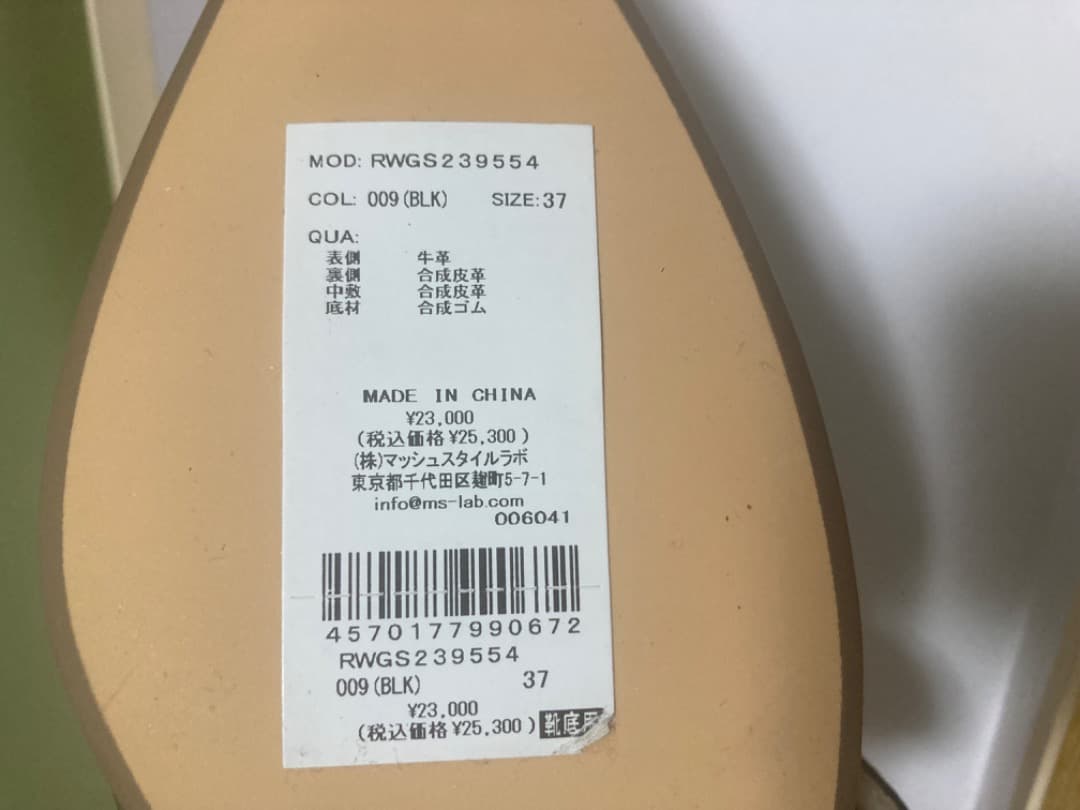 MOD: RWGS239554
COL: 009(BLK) SIZE:37
QUA:
表側 牛革
裏側 合成皮革
中敷 合成皮革
底材 合成ゴム
MADE IN CHINA
¥23,000
(税込価格¥25,300)
(株)マッシュスタイルラボ
東京都千代田区麹町5-7-1
info@ms-lab.com
006041
4570177990672
RWGS239554
009(BLK) 37
¥23,000
(税込価格¥25,300) 靴底用